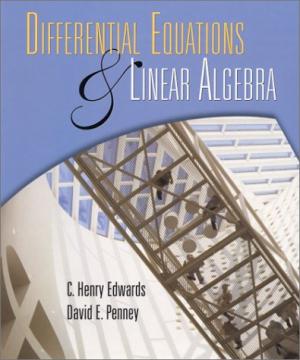 DIFFERENTIAL EQUATIONS
& LINEAR ALGEBRA
C. Henry Edwards
David E. Penney